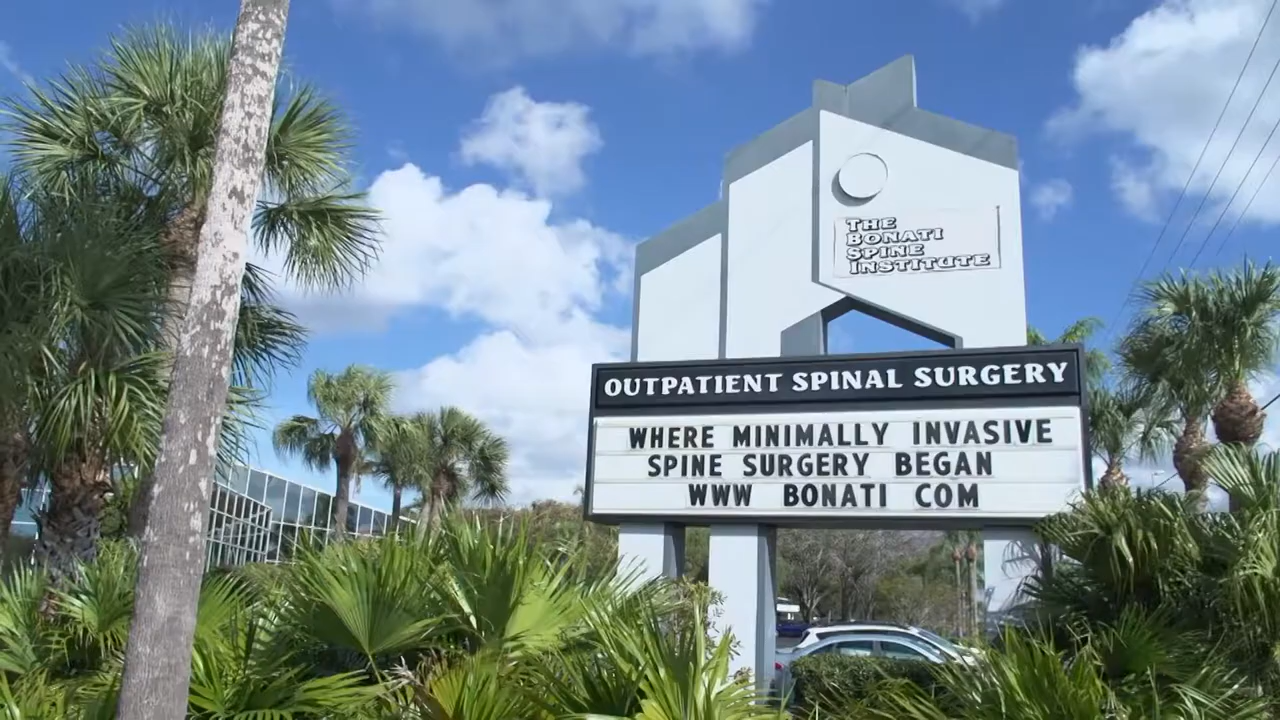 THE
BONATI
SPINE
INSTITUTE
OUTPATIENT SPINAL SURGERY
WHERE MINIMALLY INVASIVE
SPINE SURGERY BEGAN
WWW BONATI COM